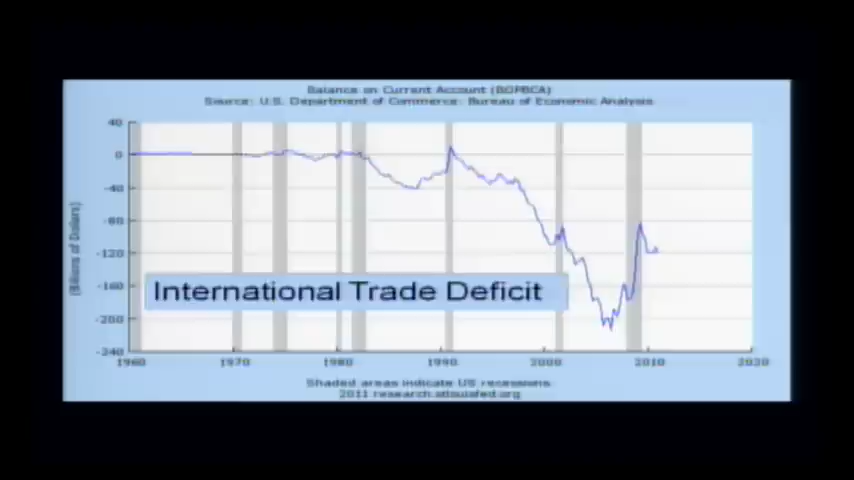 Balance on Current Account (BOPBCA)
Source: U.S. Department of Commerce: Bureau of Economic Analysis
40
0
-40
-80
-120
-160
-200
-240
(Billions of Dollars)
International Trade Deficit
1960 1970 1980 1990 2000 2010 2020
Shaded areas indicate US recessions.
2011 research.stlouisfed.org